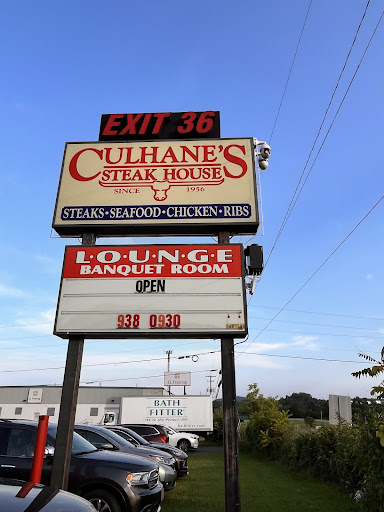 EXIT 36
CULHANE'S
STEAK HOUSE
SINCE 1956
STEAKS·SEAFOOD·CHICKEN·RIBS
L·O·U·N·G·E
BANQUET ROOM
OPEN
938 0930
BATH
FITTER